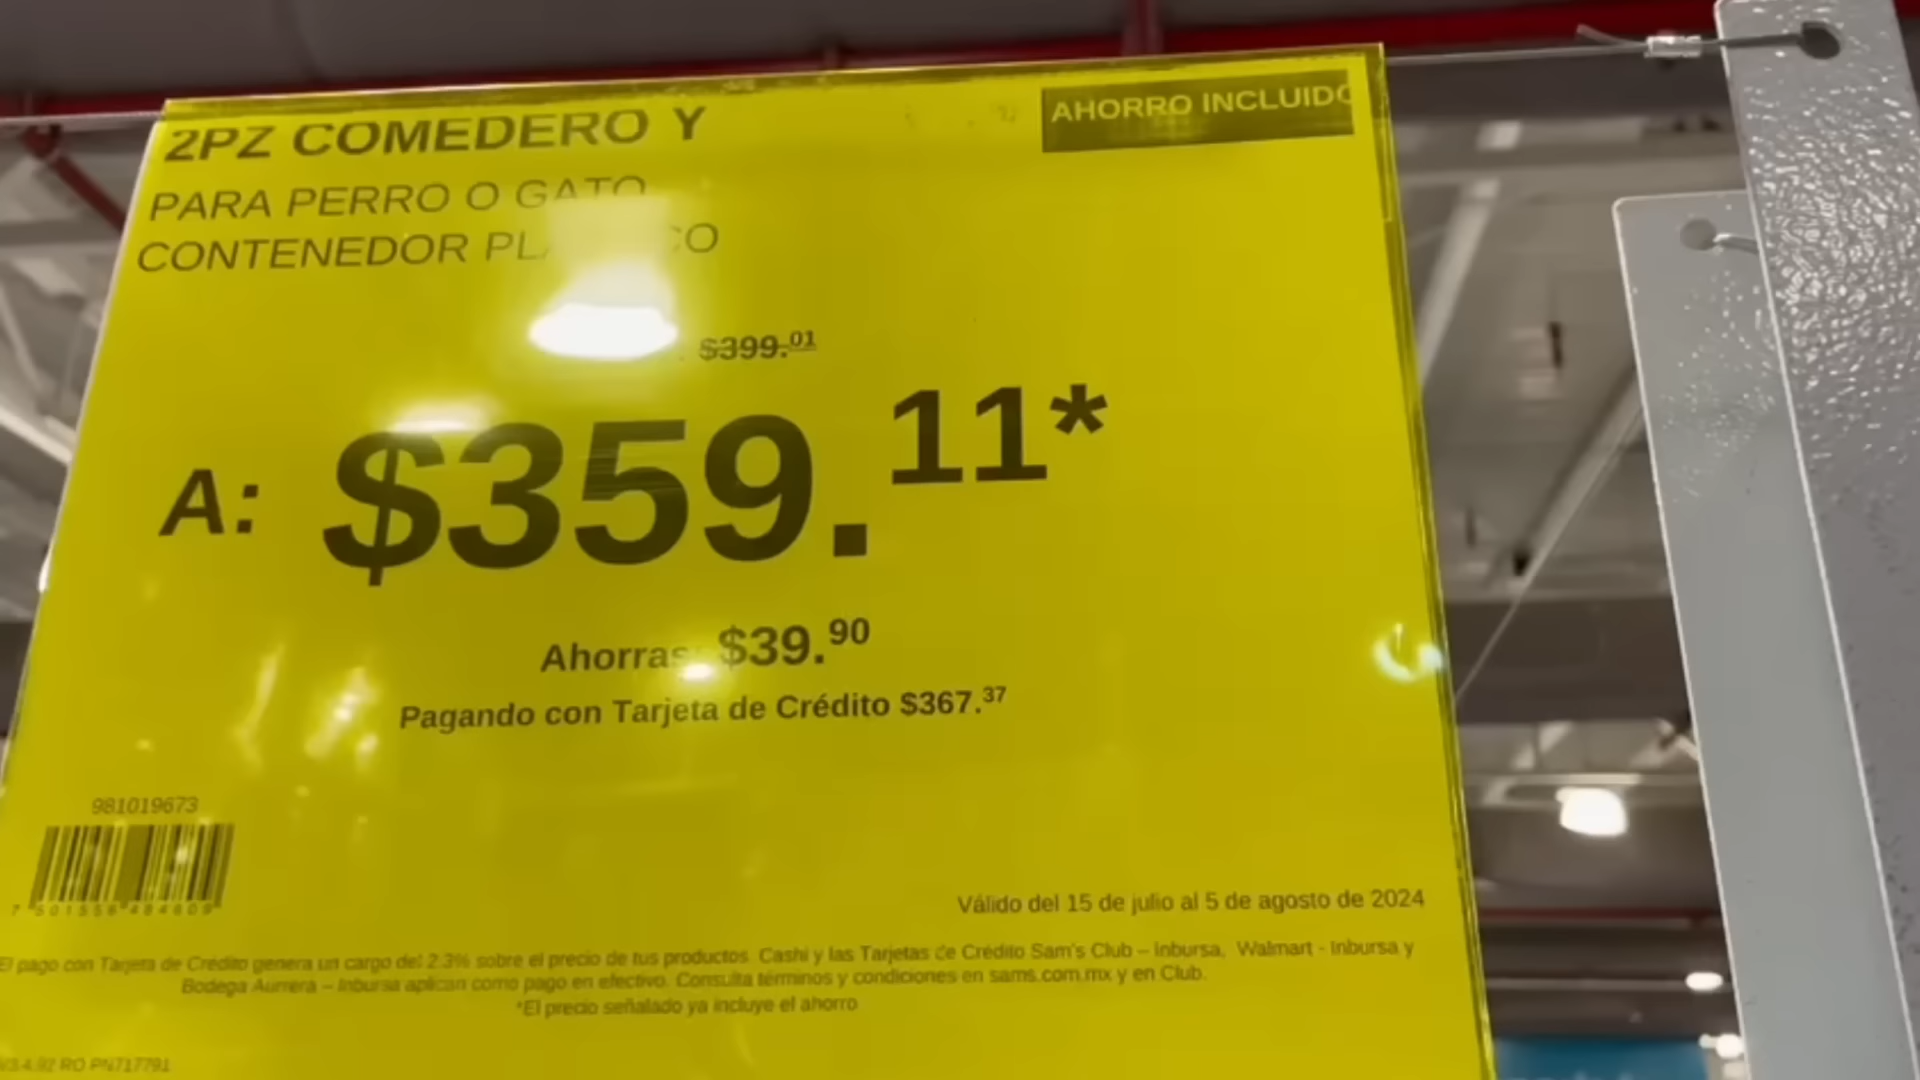 2PZ COMEDERO Y
AHORRO INCLUIDO
PARA PERRO O GATO
CONTENEDOR
$399.01
A: $359.11*
Ahorras $39.90
Pagando con Tarjeta de Crédito $367.37
981019673
Válido del 15 de julio al 5 de agosto de 2024
El pago con Tarjeta de Crédito genera un cargo del 2.3% sobre el precio de tus productos. Cashi y las Tarjetas de Crédito Sam's Club – Inbursa, Walmart - Inbursa y
Bodega Aurrera – Inbursa aplican como pago en efectivo. Consulta términos y condiciones en sams.com.mx y en Club.
*El precio señalado ya incluye el ahorro